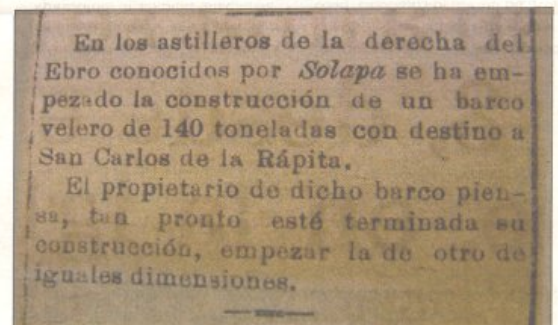 En los astilleros de la derecha del
Ebro conocidos por Solapa se ha em-
pezado la construcción de un barco
velero de 140 toneladas con destino a
San Carlos de la Rápita.
El propietario de dicho barco pien-
sa, tan pronto esté terminada su
construcción, empezar la de otro de
iguales dimensiones.